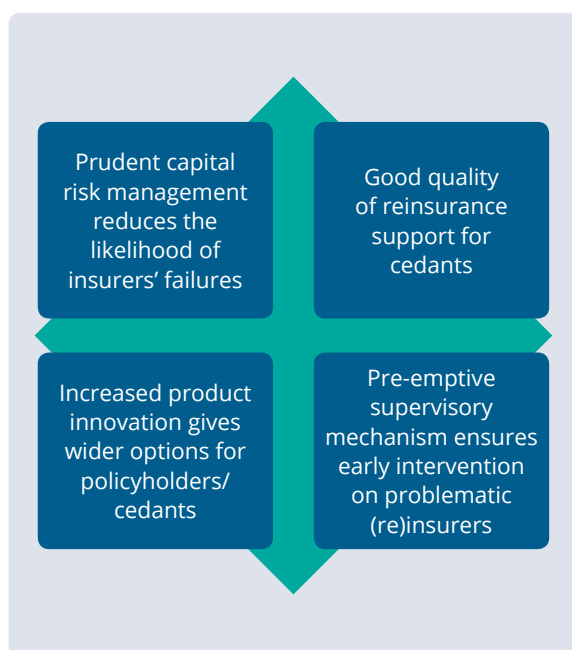 Prudent capital
risk management
reduces the
likelihood of
insurers’ failures
Good quality
of reinsurance
support for
cedants
Increased product
innovation gives
wider options for
policyholders/
cedants
Pre-emptive
supervisory
mechanism ensures
early intervention
on problematic
(re)insurers